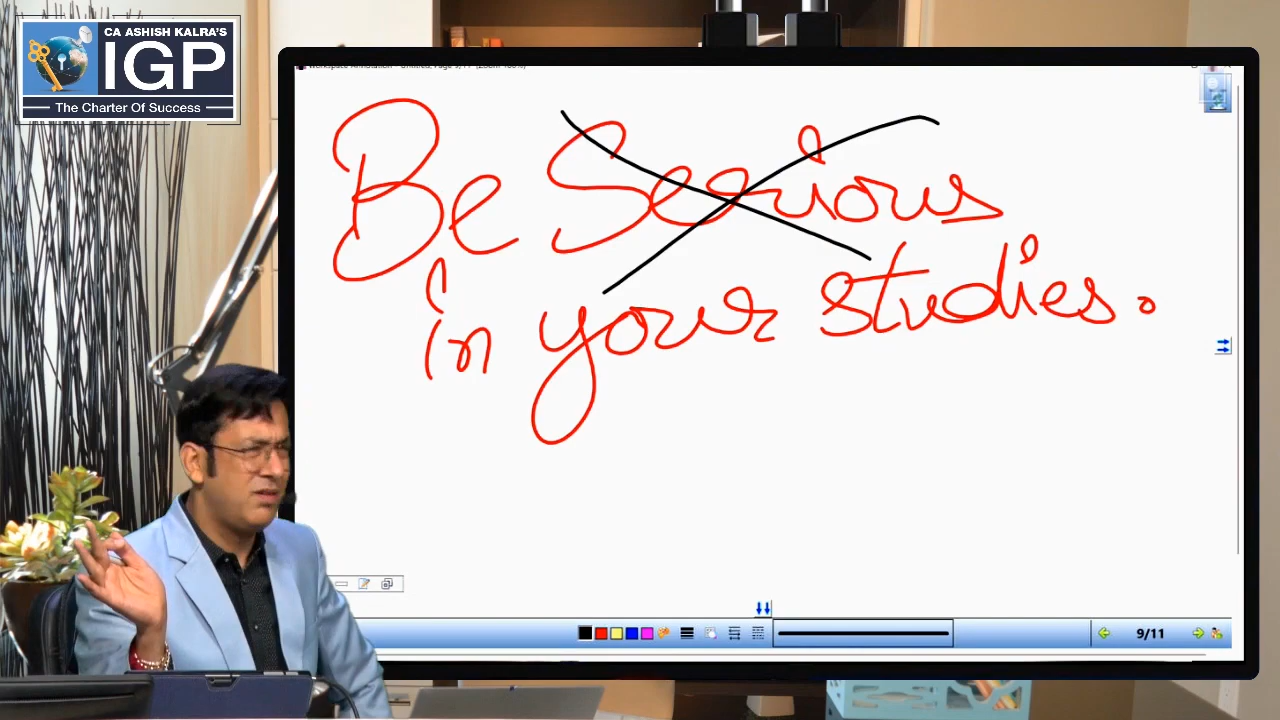 CA ASHISH KALRA'S
IGP
The Charter Of Success
Be Serious
in your studies.
9/11